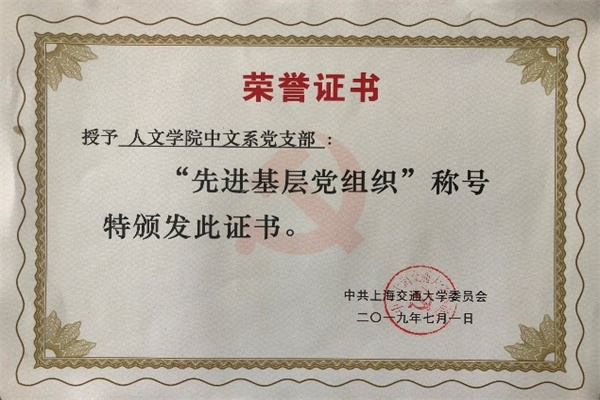 荣誉证书
授予 人文学院中文系党支部：
“先进基层党组织”称号
特颁发此证书。
中共上海交通大学委员会
二〇一九年七月一日